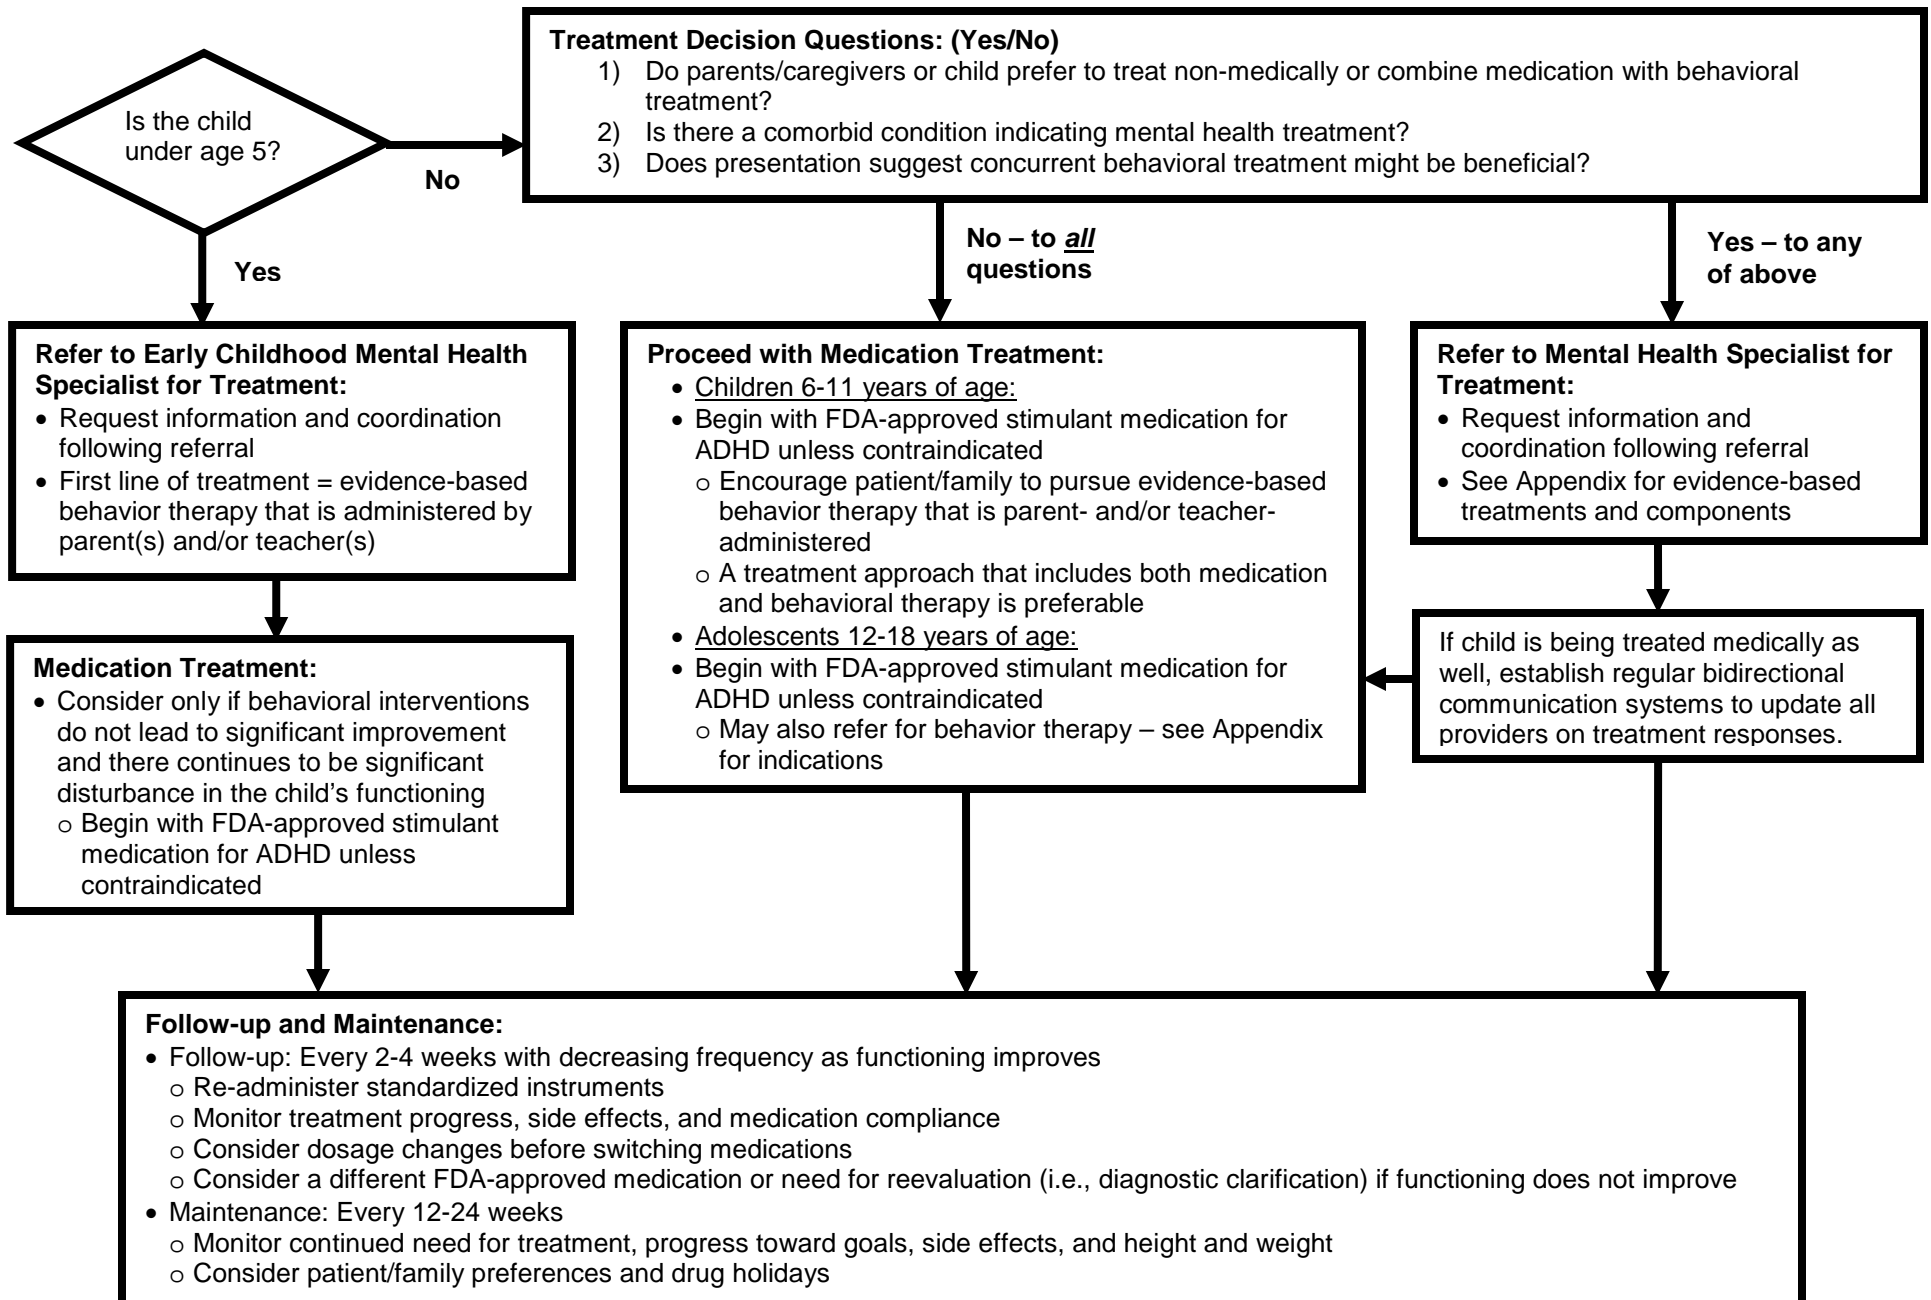 Is the child
under age 5?
No
Yes
Treatment Decision Questions: (Yes/No)
1) Do parents/caregivers or child prefer to treat non-medically or combine medication with behavioral
treatment?
2) Is there a comorbid condition indicating mental health treatment?
3) Does presentation suggest concurrent behavioral treatment might be beneficial?
No – to all
questions
Yes – to any
of above
Refer to Early Childhood Mental Health
Specialist for Treatment:
• Request information and coordination
following referral
• First line of treatment = evidence-based
behavior therapy that is administered by
parent(s) and/or teacher(s)
Medication Treatment:
• Consider only if behavioral interventions
do not lead to significant improvement
and there continues to be significant
disturbance in the child’s functioning
o Begin with FDA-approved stimulant
medication for ADHD unless
contraindicated
Proceed with Medication Treatment:
• Children 6-11 years of age:
• Begin with FDA-approved stimulant medication for
ADHD unless contraindicated
o Encourage patient/family to pursue evidence-based
behavior therapy that is parent- and/or teacher-
administered
o A treatment approach that includes both medication
and behavioral therapy is preferable
• Adolescents 12-18 years of age:
• Begin with FDA-approved stimulant medication for
ADHD unless contraindicated
o May also refer for behavior therapy – see Appendix
for indications
Refer to Mental Health Specialist for
Treatment:
• Request information and
coordination following referral
• See Appendix for evidence-based
treatments and components
If child is being treated medically as
well, establish regular bidirectional
communication systems to update all
providers on treatment responses.
Follow-up and Maintenance:
• Follow-up: Every 2-4 weeks with decreasing frequency as functioning improves
o Re-administer standardized instruments
o Monitor treatment progress, side effects, and medication compliance
o Consider dosage changes before switching medications
o Consider a different FDA-approved medication or need for reevaluation (i.e., diagnostic clarification) if functioning does not improve
• Maintenance: Every 12-24 weeks
o Monitor continued need for treatment, progress toward goals, side effects, and height and weight
o Consider patient/family preferences and drug holidays